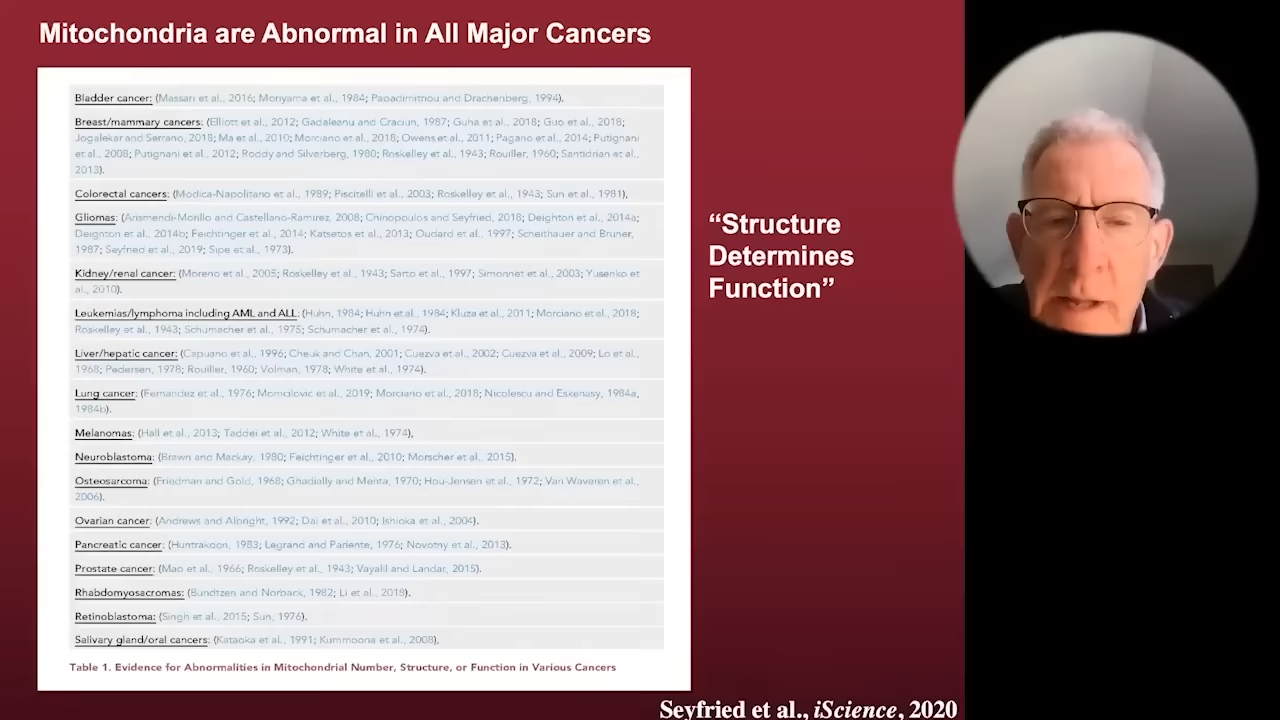 Mitochondria are Abnormal in All Major Cancers
Bladder cancer: (Massari et al., 2016; Moriyama et al., 1984; Papadimitriou and Drachenberg, 1994).
Breast/mammary cancers: (Elliott et al., 2012; Gadaleanu and Craciun, 1987; Guha et al., 2018; Guo et al., 2018;
Jogalekar and Serrano, 2018; Ma et al., 2010; Morciano et al., 2018; Owens et al., 2011; Pagano et al., 2014; Putignani
et al., 2008; Putignani et al., 2012; Roddy and Silverberg, 1980; Roskelley et al., 1943; Rouiller, 1960; Santidrian et al.,
2013).
Colorectal cancers: (Modica-Napolitano et al., 1989; Piscitelli et al., 2003; Roskelley et al., 1943; Sun et al., 1981),
Gliomas: (Arismendi-Morillo and Castellano-Ramirez, 2008; Chinopoulos and Seyfried, 2018; Deighton et al., 2014a;
Deighton et al., 2014b; Feichtinger et al., 2014; Katsetos et al., 2013; Oudard et al., 1997; Scheithauer and Bruner,
1987; Seyfried et al., 2019; Sipe et al., 1973).
Kidney/renal cancer: (Moreno et al., 2005; Roskelley et al., 1943; Sarto et al., 1997; Simonnet et al., 2003; Yusenko et
al., 2010).
Leukemias/lymphoma including AML and ALL: (Huhn, 1984; Huhn et al., 1984; Kluza et al., 2011; Morciano et al., 2018;
Roskelley et al., 1943; Schumacher et al., 1975; Schumacher et al., 1974).
Liver/hepatic cancer: (Capuano et al., 1996; Cheuk and Chan, 2001; Cuezva et al., 2002; Cuezva et al., 2009; Lo et al.,
1968; Pedersen, 1978; Rouiller, 1960; Volman, 1978; White et al., 1974).
Lung cancer: (Fernandez et al., 1976; Momcilovic et al., 2019; Morciano et al., 2018; Nicolescu and Eskenasy, 1984a,
1984b).
Melanomas: (Hall et al., 2013; Taddei et al., 2012; White et al., 1974),
Neuroblastoma: (Brawn and Mackay, 1980; Feichtinger et al., 2010; Morscher et al., 2015).
Osteosarcoma: (Friedman and Gold, 1968; Ghadially and Mehta, 1970; Hou-Jensen et al., 1972; Van Waveren et al.,
2006).
Ovarian cancer: (Andrews and Albright, 1992; Dai et al., 2010; Ishioka et al., 2004).
Pancreatic cancer: (Huntrakoon, 1983; Legrand and Pariente, 1976; Novotny et al., 2013).
Prostate cancer: (Mao et al., 1966; Roskelley et al., 1943; Vayalil and Landar, 2015).
Rhabdomyosacromas: (Bundtzen and Norback, 1982; Li et al., 2018).
Retinoblastoma: (Singh et al., 2015; Sun, 1976).
Salivary gland/oral cancers: (Kataoka et al., 1991; Kummoona et al., 2008),
Table 1. Evidence for Abnormalities in Mitochondrial Number, Structure, or Function in Various Cancers
“Structure
Determines
Function”
Seyfried et al., iScience, 2020